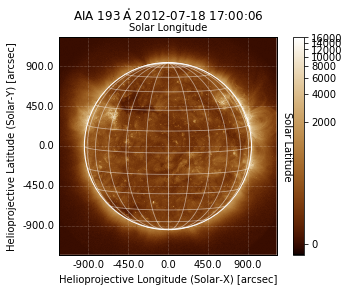 AIA 193 Å 2012-07-18 17:00:06
Solar Longitude
900.0
450.0
0.0
-450.0
-900.0
Helioprojective Latitude (Solar-Y) [arcsec]
-900.0 -450.0 0.0 450.0 900.0
Helioprojective Longitude (Solar-X) [arcsec]
Solar Latitude
16000
14000
12000
10000
8000
6000
4000
2000
0